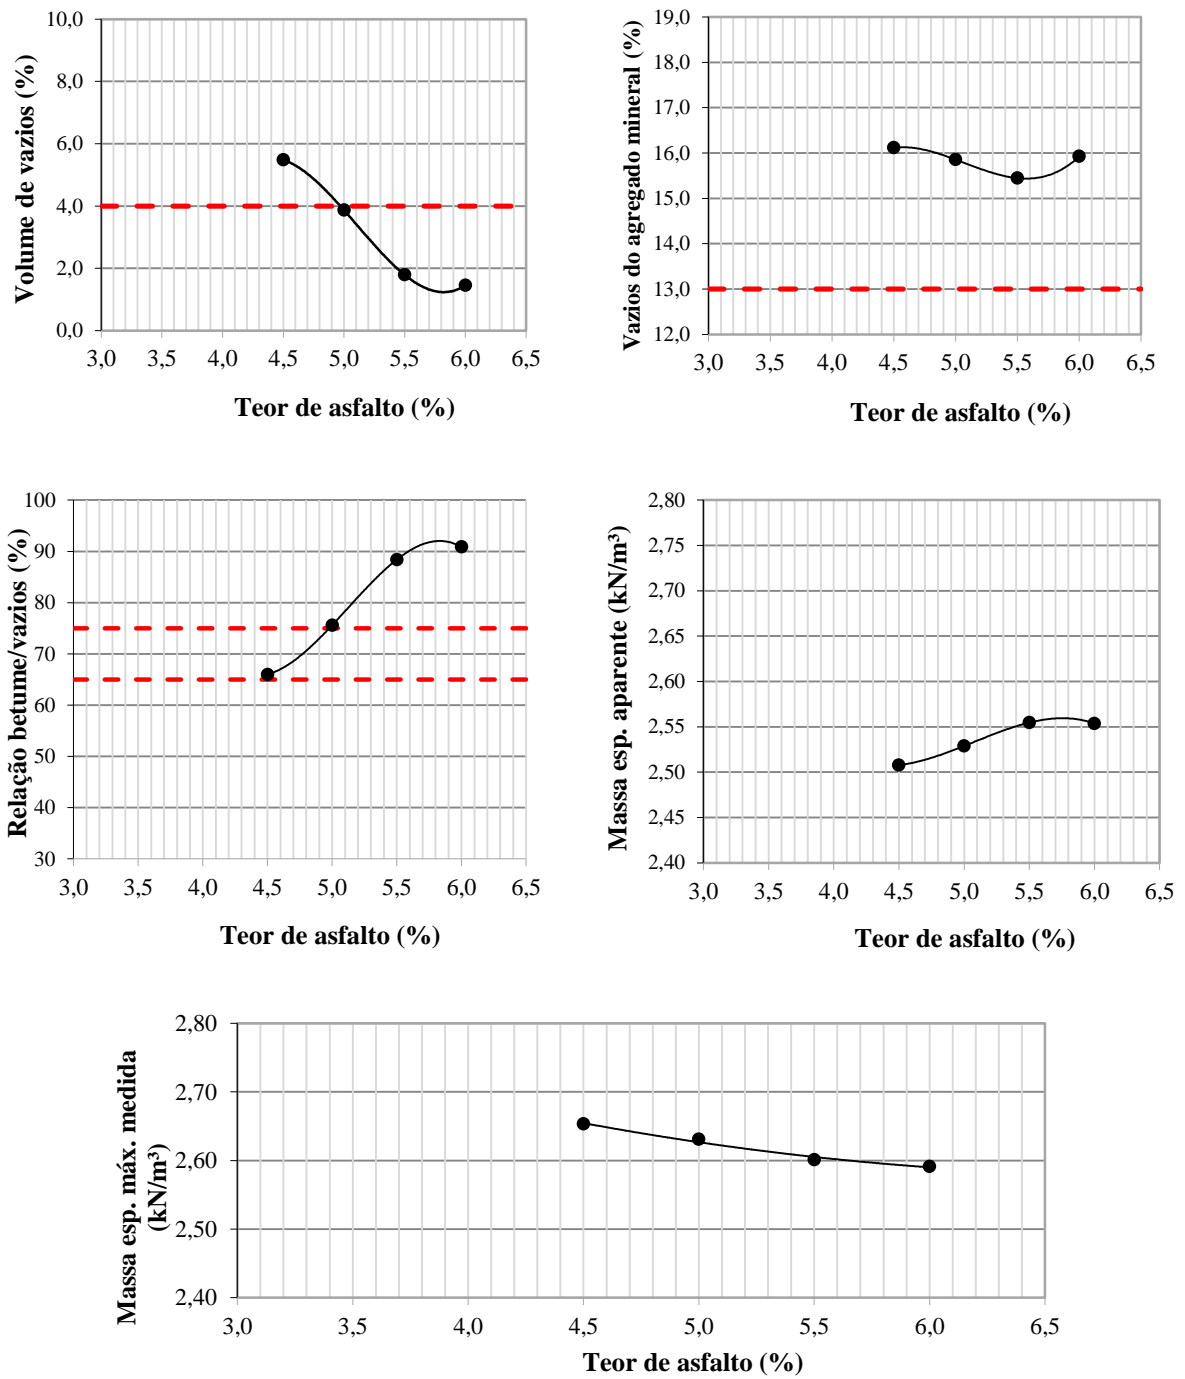 Volume de vazios (%)
10,0
8,0
6,0
4,0
2,0
0,0
3,0 3,5 4,0 4,5 5,0 5,5 6,0 6,5
Teor de asfalto (%)
Vazios do agregado mineral (%)
19,0
18,0
17,0
16,0
15,0
14,0
13,0
12,0
3,0 3,5 4,0 4,5 5,0 5,5 6,0 6,5
Teor de asfalto (%)
Relação betume/vazios (%)
100
90
80
70
60
50
40
30
3,0 3,5 4,0 4,5 5,0 5,5 6,0 6,5
Teor de asfalto (%)
Massa esp. aparente (kN/m³)
2,80
2,75
2,70
2,65
2,60
2,55
2,50
2,45
2,40
3,0 3,5 4,0 4,5 5,0 5,5 6,0 6,5
Teor de asfalto (%)
Massa esp. máx. medida
(kN/m³)
2,80
2,70
2,60
2,50
2,40
3,0 3,5 4,0 4,5 5,0 5,5 6,0 6,5
Teor de asfalto (%)